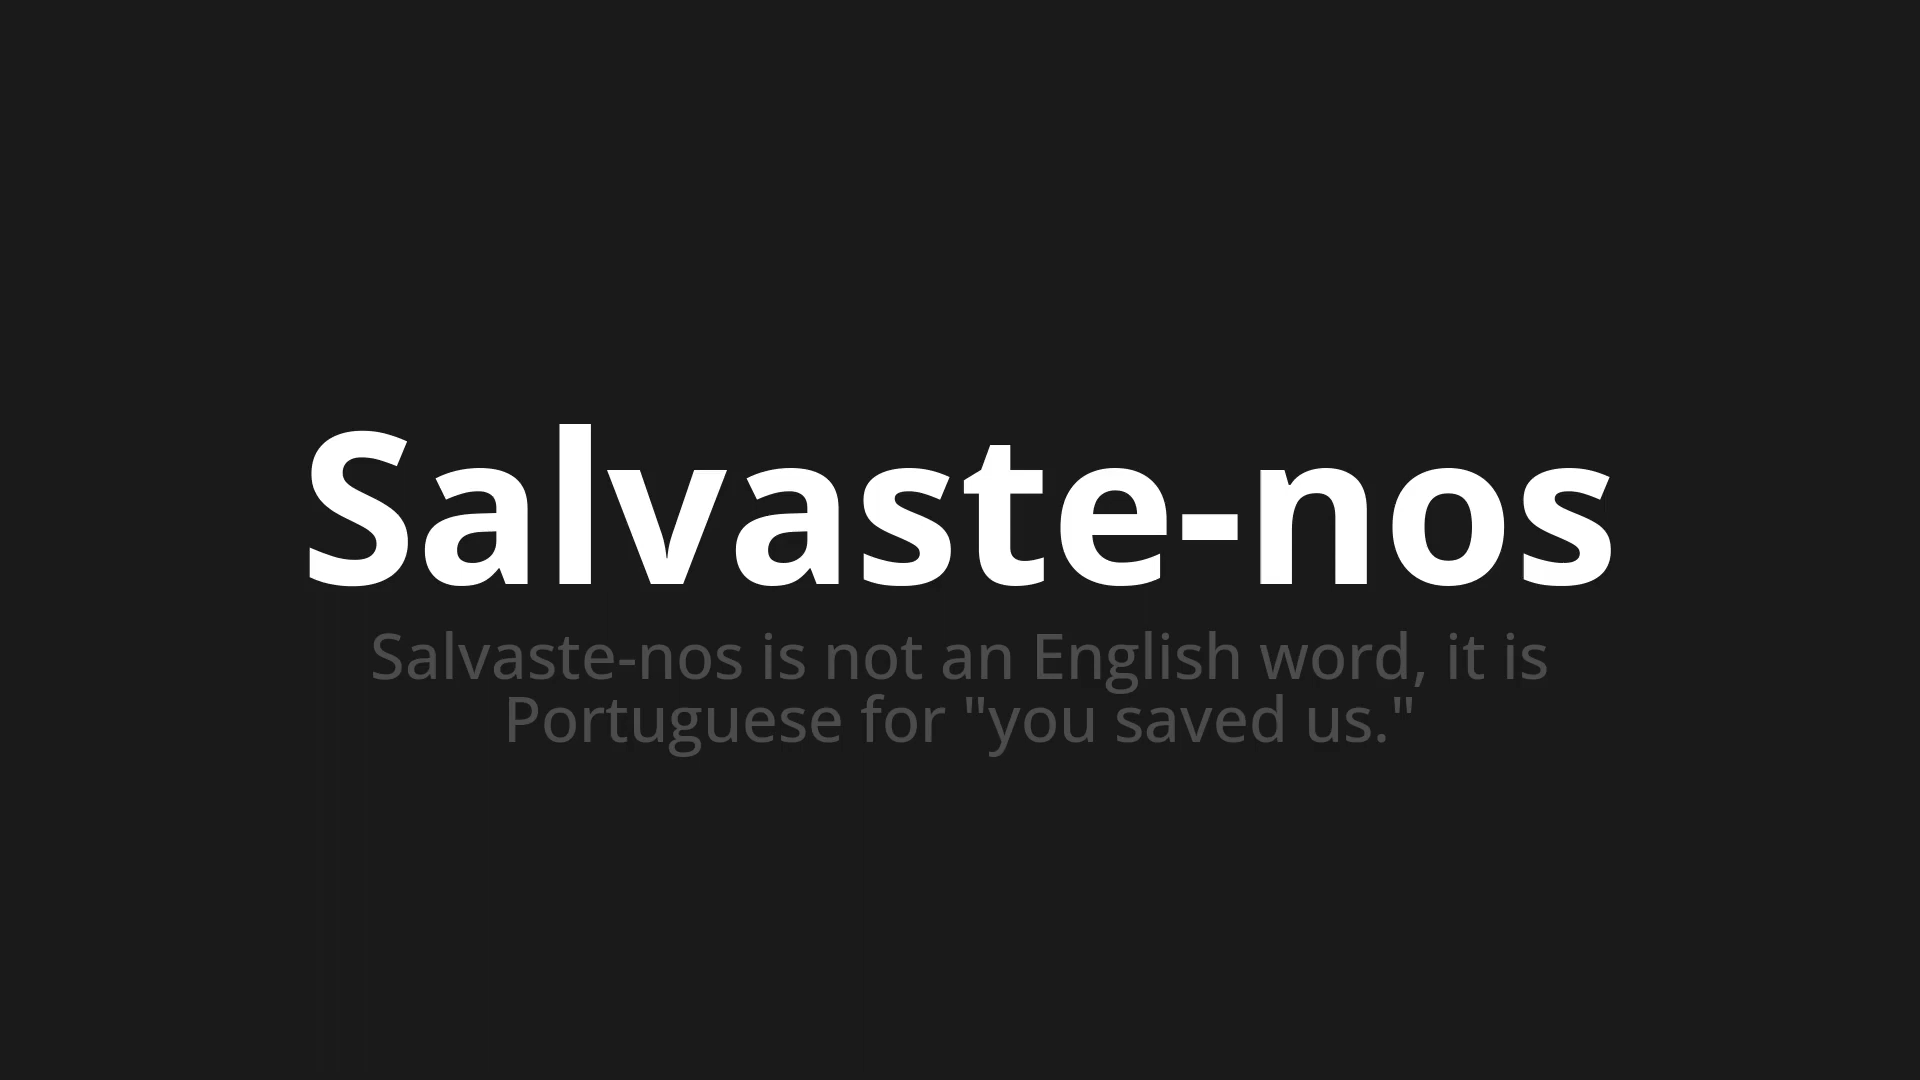 Salvaste-nos
Salvaste-nos is not an English word, it is
Portuguese for "you saved us."